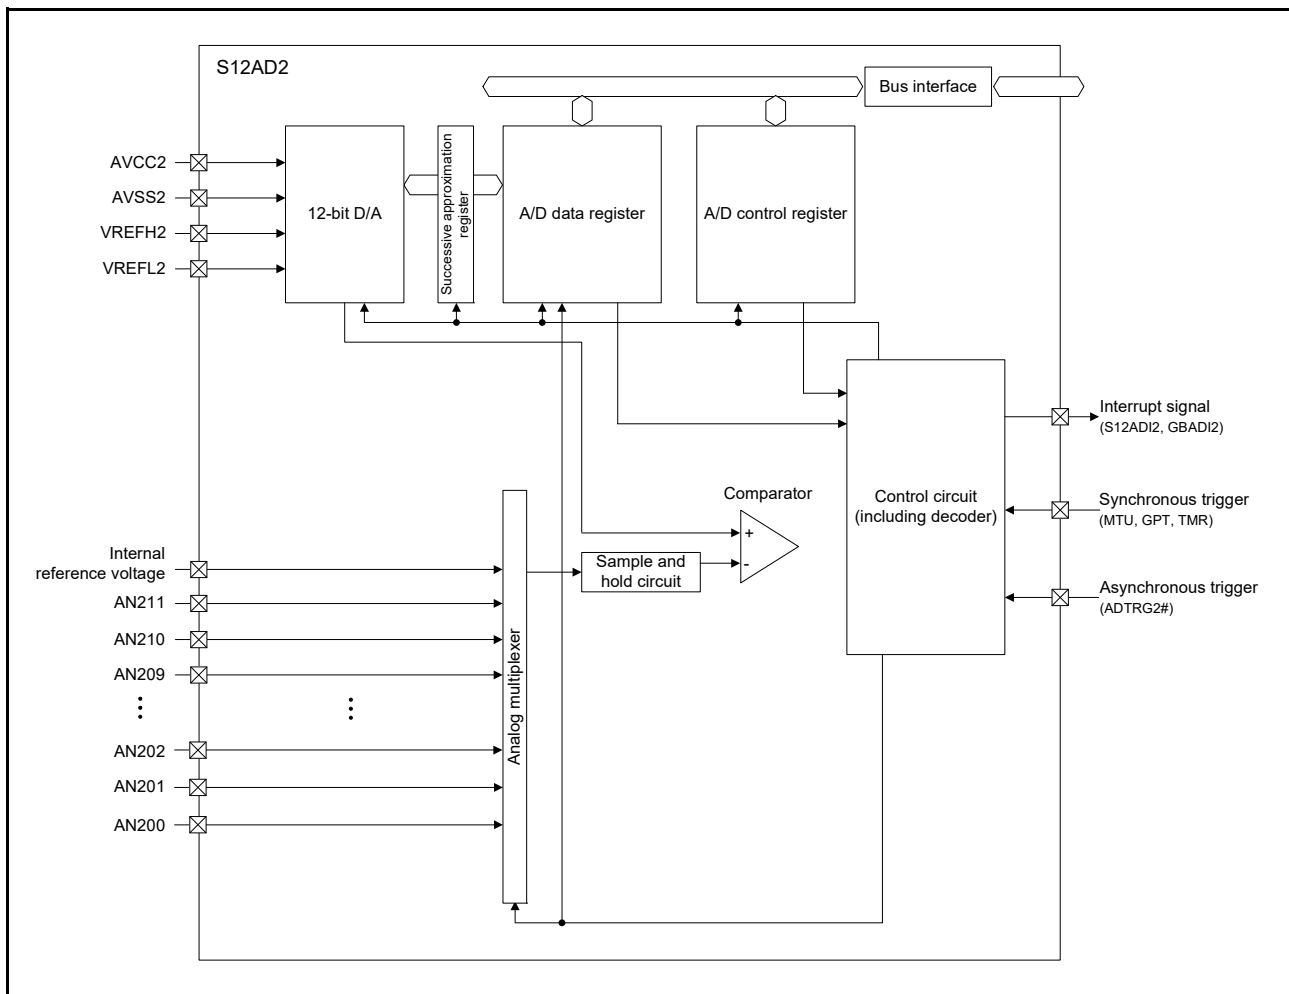 S12AD2
Bus interface
AVCC2
AVSS2
VREFH2
VREFL2
12-bit D/A
Successive approximation
register
A/D data register
A/D control register
Interrupt signal
(S12ADI2, GBADI2)
Control circuit
(including decoder)
Synchronous trigger
(MTU, GPT, TMR)
Asynchronous trigger
(ADTRG2#)
Comparator
+
-
Sample and
hold circuit
Analog multiplexer
Internal
reference voltage
AN211
AN210
AN209
AN202
AN201
AN200